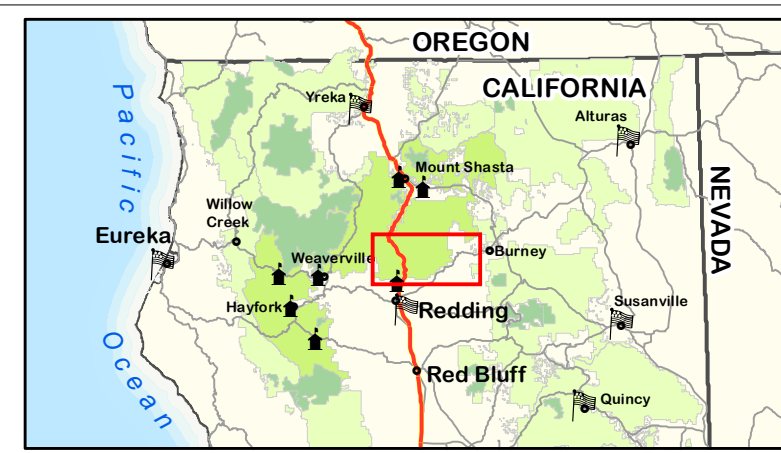 OREGON
CALIFORNIA
Yreka
Alturas
Pacific
Mount Shasta
NEVADA
Willow
Creek
Eureka
Weaverville
Burney
Hayfork
Redding
Susanville
Ocean
Red Bluff
Quincy